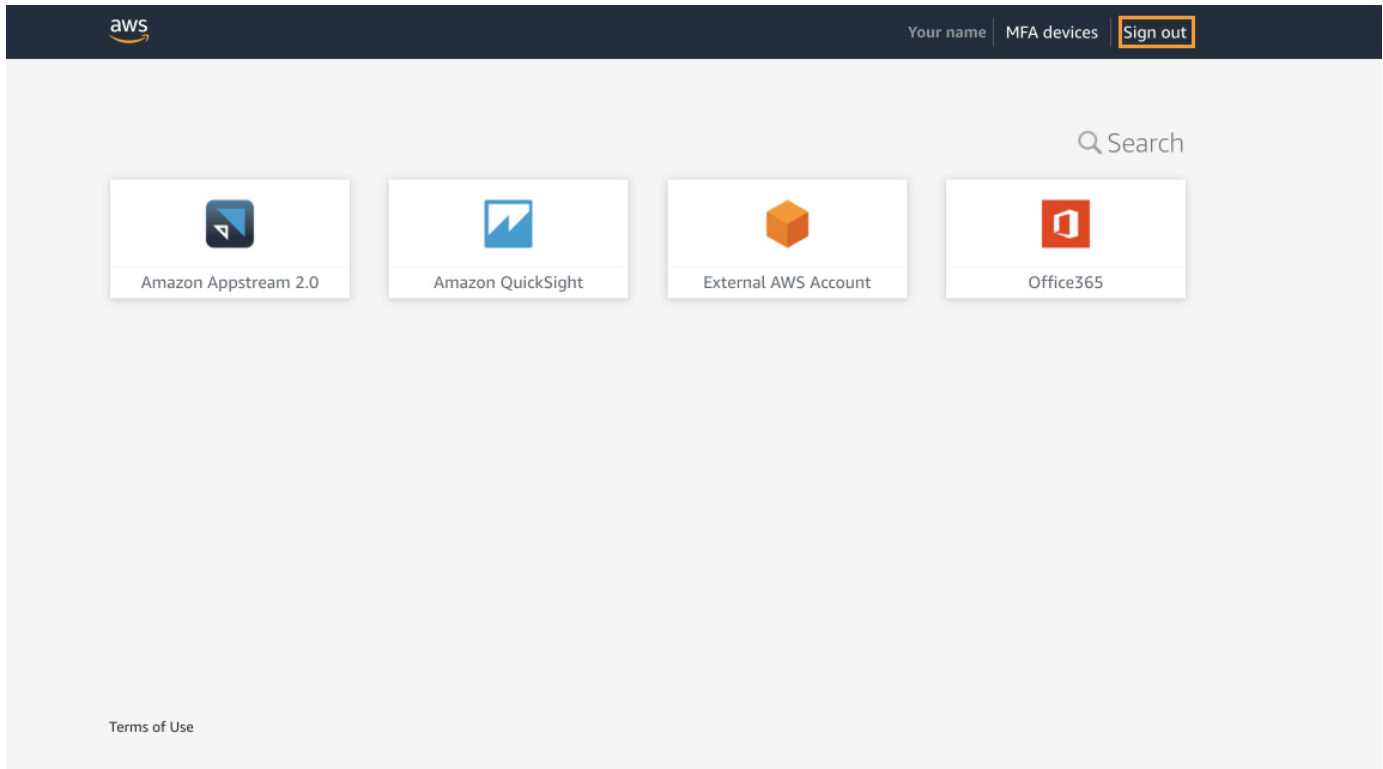 aws
Your name MFA devices Sign out
Search
Amazon Appstream 2.0 Amazon QuickSight External AWS Account Office365
Terms of Use